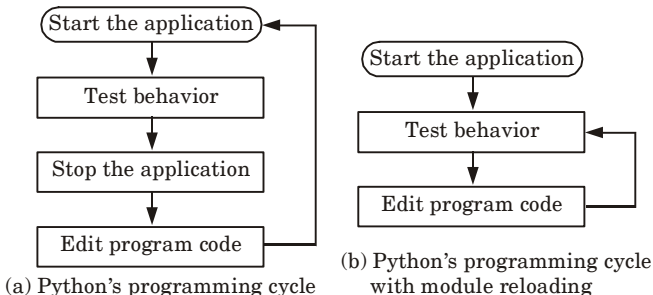 Start the application
Test behavior
Stop the application
Edit program code
(a) Python's programming cycle
Start the application
Test behavior
Edit program code
(b) Python's programming cycle
with module reloading